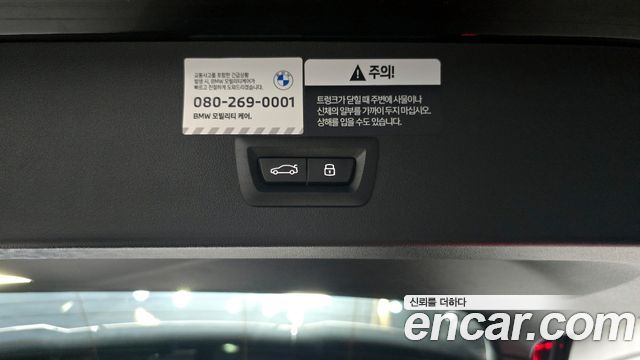 교통사고를 포함한 긴급상황
발생 시, BMW 모빌리티케어가
빠르고 친절하게 도와드리겠습니다.
080-269-0001
BMW 모빌리티 케어.
주의!
트렁크가 닫힐 때 주변에 사물이나
신체의 일부를 가까이 두지 마십시오.
상해를 입을 수도 있습니다.
신뢰를 더하다
encar.com